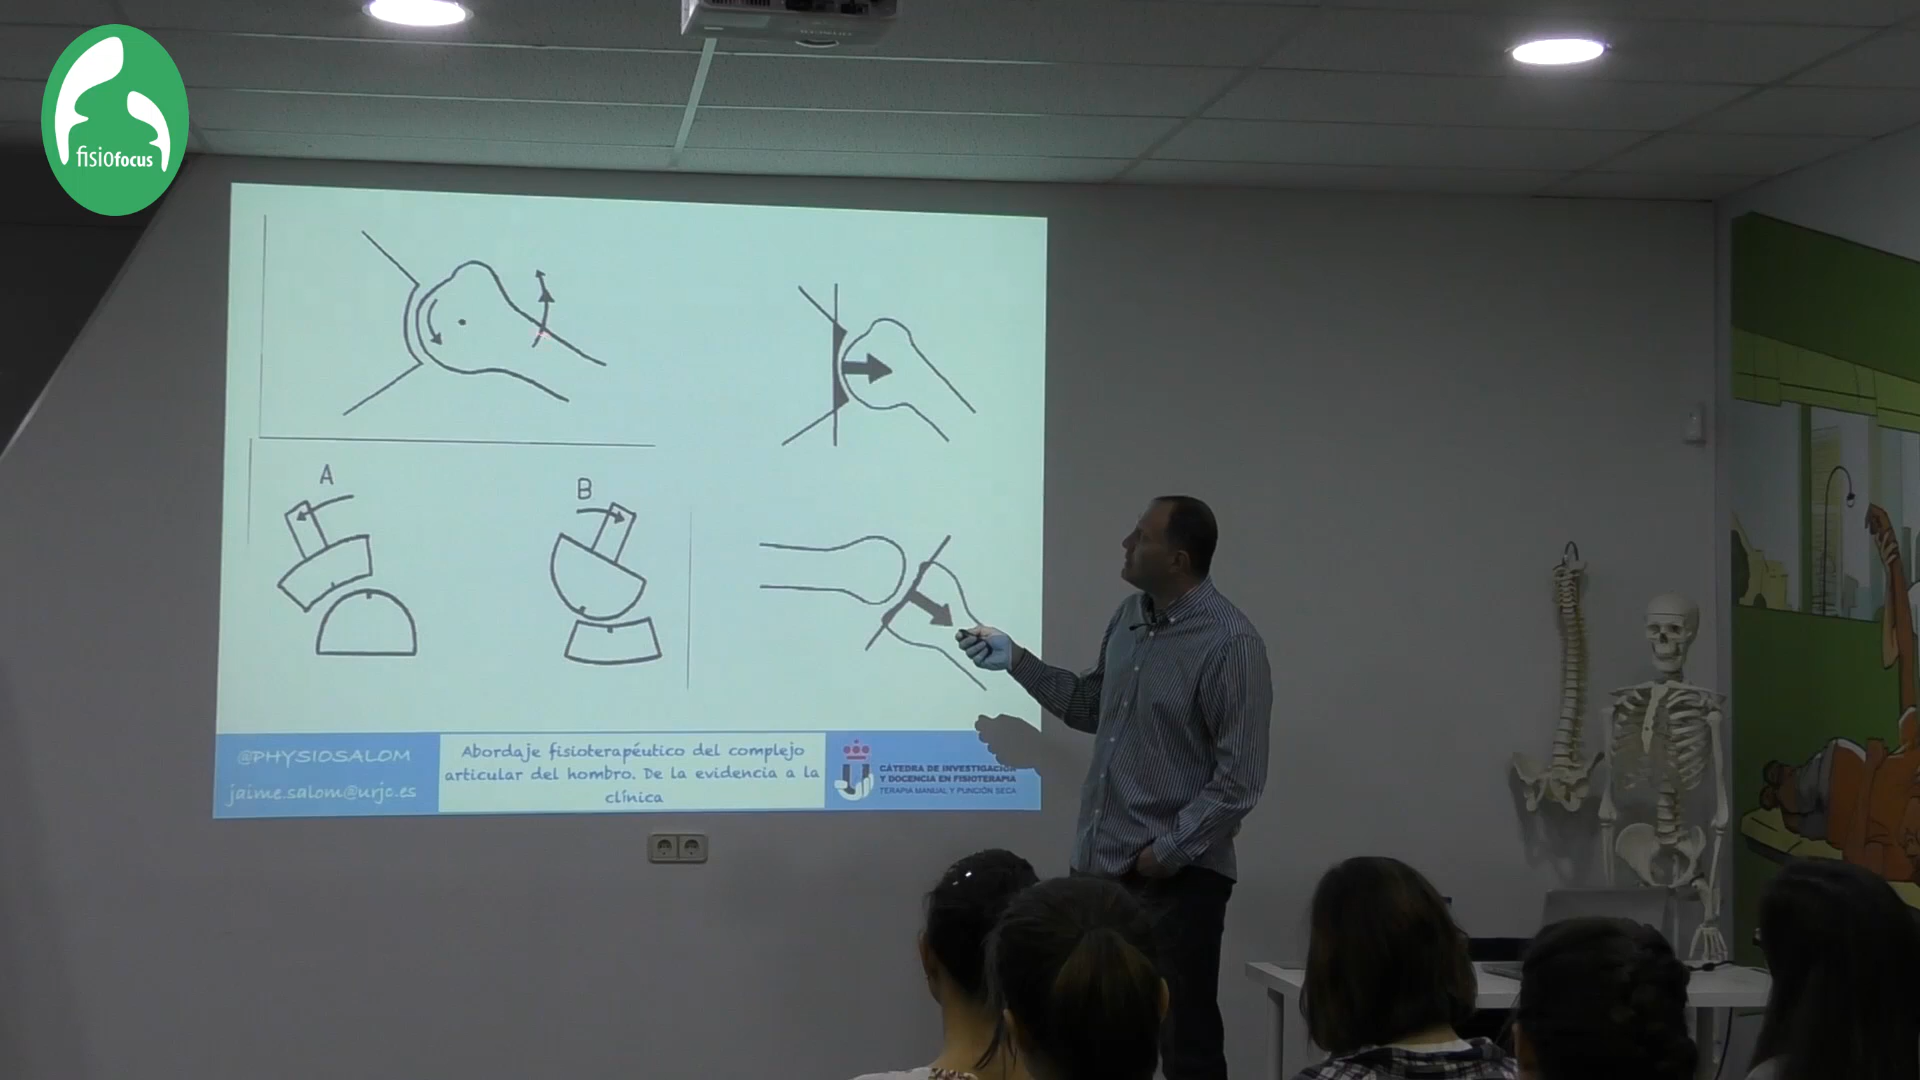 fisiofocus
A
B
@PHYSIOSALOM
jaime.salom@urjc.es
Abordaje fisioterapéutico del complejo
articular del hombro. De la evidencia a la
clínica
CÁTEDRA DE INVESTIGACIÓN
Y DOCENCIA EN FISIOTERAPIA
TERAPIA MANUAL Y PUNCIÓN SECA